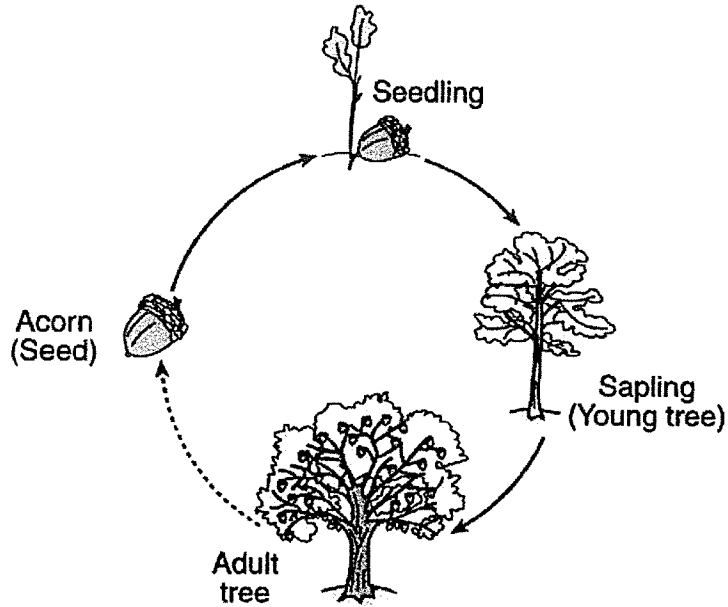 Seedling
Sapling
(Young tree)
Adult
tree
Acorn
(Seed)